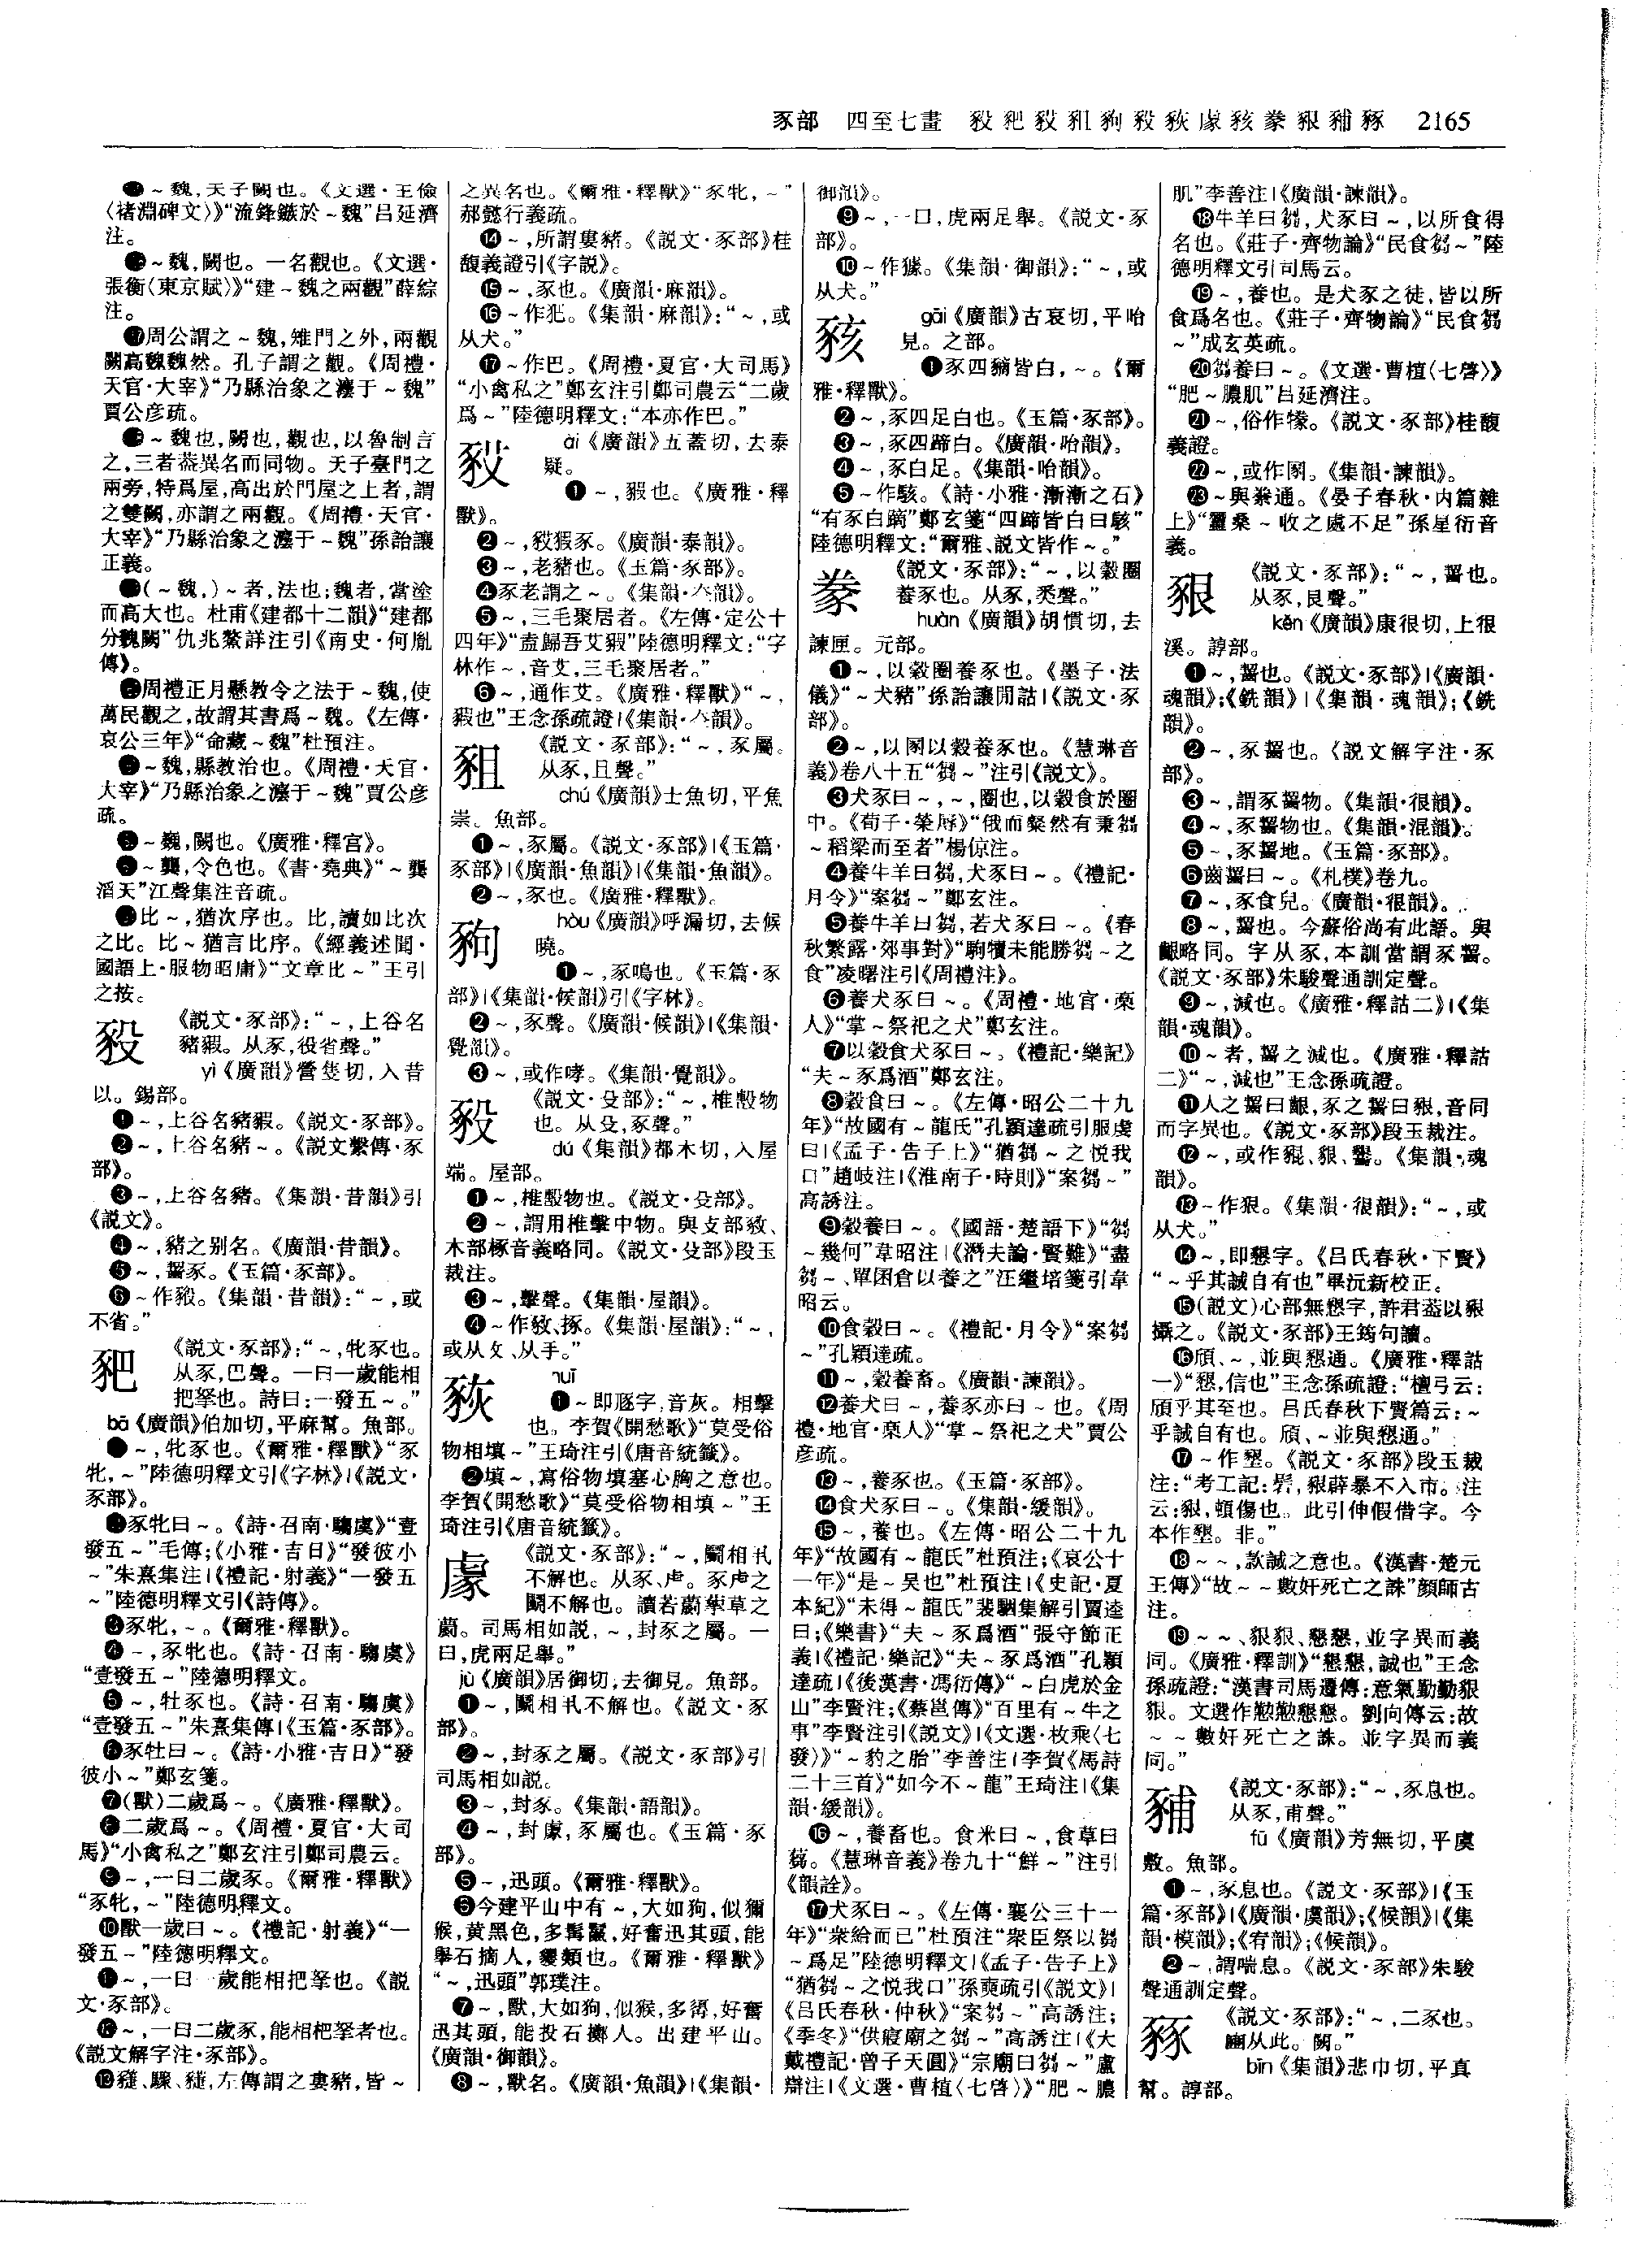 豕部　四至七畫　豛豝豛豠豞㱽豥豦豥豢豤豧豩　2165
～魏,天子闕也。《文選·王儉
〈褚淵碑文〉》“流鋒鏃於～魏”呂延濟
注。
～魏,闕也。一名觀也。《文選·
張衡〈東京賦〉》“建～魏之兩觀”薛綜
注。
周公謂之～魏,雉門之外,兩觀
闕高魏魏然。孔子謂之觀。《周禮·
天官·大宰》“乃縣治象之灋于～魏”
賈公彦疏。
～魏也,闕也,觀也,以魯制言
之,三者蓋異名而同物。天子臺門之
兩旁,特爲屋,高出於門屋之上者,謂
之雙闕,亦謂之兩觀。《周禮·天官·
大宰》“乃縣治象之灋于～魏”孫詒讓
正義。
(～魏,)～者,法也;魏者,當塗
而高大也。杜甫《建都十二韻》“建都
分魏闕”仇兆鰲詳注引《南史·何胤
傳》。
周禮正月懸教令之法于～魏,使
萬民觀之,故謂其書爲～魏。《左傳·
哀公三年》“命藏～魏”杜預注。
～魏,縣教治也。《周禮·天官·
大宰》“乃縣治象之灋于～魏”賈公彦
疏。
～巍,闕也。《廣雅·釋宫》。
～龔,令色也。《書·堯典》“～龔
滔天”江聲集注音疏。
比～,猶次序也。比,讀如比次
之比。比～猶言比序。《經義述聞·
國語上·服物昭庸》“文章比～”王引
之按。
豛　《説文·豕部》:“～,上谷名
豬豭。从豕,役省聲。”
yì《廣韻》營隻切,入昔
以。錫部。
❶～,上谷名豬豭。《説文·豕部》。
❷～,上谷名豬～。《説文繫傳·豕
部》。
❸～,上谷名豬。《集韻·昔韻》引
《説文》。
❹～,豬之别名。《廣韻·昔韻》。
❺～,齧豕。《玉篇·豕部》。
❻～作豛。《集韻·昔韻》:“～,或
不省。”
豝　《説文·豕部》:“～,牝豕也。
从豕,巴聲。一曰一歲能相
把拏也。詩曰:一發五～。”
bā《廣韻》伯加切,平麻幫。魚部。
❶～,牝豕也。《爾雅·釋獸》“豕
牝,～”陸德明釋文引《字林》|《説文·
豕部》。
❷豕牝曰～。《詩·召南·騶虞》“壹
發五～”毛傳;《小雅·吉日》“發彼小
～”朱熹集注|《禮記·射義》“一發五
～”陸德明釋文引《詩傳》。
❸豕牝,～。《爾雅·釋獸》。
❹～,豕牝也。《詩·召南·騶虞》
“壹發五～”陸德明釋文。
❺～,牡豕也。《詩·召南·騶虞》
“壹發五～”朱熹集傳|《玉篇·豕部》。
❻豕牡曰～。《詩·小雅·吉日》“發
彼小～”鄭玄箋。
❼(獸)二歲爲～。《廣雅·釋獸》。
❽二歲爲～。《周禮·夏官·大司
馬》“小禽私之”鄭玄注引鄭司農云。
❾～,一曰二歲豕。《爾雅·釋獸》
“豕牝,～”陸德明釋文。
❿獸一歲曰～。《禮記·射義》“一
發五～”陸德明釋文。
⓫～,一曰　歲能相把拏也。《説
文·豕部》。
⓬～,一曰二歲豕,能相杷拏者也。
《説文解字注·豕部》。
⓭豵、騾、豵,左傳謂之婁豬,皆～
之異名也。《爾雅·釋獸》“豕牝,～”
郝懿行義疏。
⓮～,所謂婁豬。《説文·豕部》桂
馥義證引《字説》。
⓯～,豕也。《廣韻·麻韻》。
⓰～作犯。《集韻·麻韻》:“～,或
从犬。”
⓱～作巴。《周禮·夏官·大司馬》
“小禽私之”鄭玄注引鄭司農云“二歲
爲～”陸德明釋文:“本亦作巴。”
ài《廣韻》五蓋切,去泰
疑。
❶～,豭也。《廣雅·釋
獸》。
❷～,豛豭豕。《廣韻·泰韻》。
❸～,老豬也。《玉篇·豕部》。
❹豕老謂之～。《集韻·夳韻》。
❺～,三毛聚居者。《左傳·定公十
四年》“盍歸吾艾豭”陸德明釋文:“字
林作～,音艾,三毛聚居者。”
❻～,通作艾。《廣雅·釋獸》“～,
豭也”王念孫疏證|《集韻·夳韻》。
豠　《説文·豕部》:“～,豕屬。
从豕,且聲。”
chú《廣韻》士魚切,平魚
崇。魚部。
❶～,豕屬。《説文·豕部》|《玉篇·
豕部》|《廣韻·魚韻》|《集韻·魚韻》。
❷～,豕也。《廣雅·釋獸》。
豞　hòu《廣韻》呼漏切,去候
曉。
❶～,豕鳴也。《玉篇·豕
部》|《集韻·候韻》引《字林》。
❷～,豕聲。《廣韻·候韻》|《集韻·
覺韻》。
❸～,或作哮。《集韻·覺韻》。
《説文·殳部》:“～,椎毄物
也。从殳,豕聲。”
dú《集韻》都木切,入屋
端。屋部。
❶～,椎毄物也。《説文·殳部》。
❷～,謂用椎擊中物。與攴部敄、
木部椓音義略同。《説文·殳部》段玉
裁注。
❸～,擊聲。《集韻·屋韻》。
❹～作敄、㧻。《集韻·屋韻》:“～,
或从攵、从手。”
huī
❶～即豗字,音灰。相擊
也。李賀《開愁歌》“莫受俗
物相填～”王琦注引《唐音統籤》。
❷填～,寫俗物填塞心胸之意也。
李賀《開愁歌》“莫受俗物相填～”王
琦注引《唐音統籤》。
豦　《説文·豕部》:“～,鬭相丮
不解也。从豕、虍。豕虍之
鬭不解也。讀若蘮蒘草之
蘮。司馬相如説,～,封豕之屬。一
曰,虎兩足舉。”
jù《廣韻》居御切,去御見。魚部。
❶～,鬭相丮不解也。《説文·豕
部》。
❷～,封豕之屬。《説文·豕部》引
司馬相如説。
❸～,封豕。《集韻·語韻》。
❹～,封豦,豕屬也。《玉篇·豕
部》。
❺～,迅頭。《爾雅·釋獸》。
❻今建平山中有～,大如狗,似獼
猴,黄黑色,多髯鬣,好奮迅其頭,能
舉石擿人,玃類也。《爾雅·釋獸》
“～,迅頭”郭璞注。
❼～,獸,大如狗,似猴,多髯,好奮
迅其頭,能投石擲人。出建平山。
《廣韻·御韻》。
❽～,獸名。《廣韻·魚韻》|《集韻·
御韻》。
❾～,一曰,虎兩足舉。《説文·豕
部》。
❿～作㹤。《集韻·御韻》:“～,或
从犬。”
豥　gāi《廣韻》古哀切,平咍
見。之部。
❶豕四豴皆白,～。《爾
雅·釋獸》。
❷～,豕四足白也。《玉篇·豕部》。
❸～,豕四蹄白。《廣韻·咍韻》。
❹～,豕白足。《集韻·咍韻》。
❺～作駭。《詩·小雅·漸漸之石》
“有豕白蹢”鄭玄箋“四蹄皆白曰駭”
陸德明釋文:“爾雅、説文皆作～。”
豢　《説文·豕部》:“～,以穀圈
養豕也。从豕,𢍏聲。”
huàn《廣韻》胡慣切,去
諫匣。元部。
❶～,以穀圈養豕也。《墨子·法
儀》“～犬豬”孫詒讓閒詁|《説文·豕
部》。
❷～,以圂以穀養豕也。《慧琳音
義》卷八十五“芻～”注引《説文》。
❸犬豕曰～,～,圈也,以穀食於圈
中。《荀子·榮辱》“俄而粲然有秉芻
～稻粱而至者”楊倞注。
❹養牛羊曰芻,犬豕曰～。《禮記·
月令》“案芻～”鄭玄注。
❺養牛羊曰芻,若犬豕曰～。《春
秋繁露·郊事對》“駒犢未能勝芻～之
食”凌曙注引《周禮注》。
❻養犬豕曰～。《周禮·地官·槀
人》“掌～祭祀之犬”鄭玄注。
❼以穀食犬豕曰～。《禮記·樂記》
“夫～豕爲酒”鄭玄注。
❽穀食曰～。《左傳·昭公二十九
年》“故國有～龍氏”孔穎達疏引服虔
曰|《孟子·告子上》“猶芻～之悦我
口”趙岐注|《淮南子·時則》“案芻～”
高誘注。
❾穀養曰～。《國語·楚語下》“芻
～幾何”韋昭注|《潛夫論·賢難》“盡
芻～、單囷倉以養之”汪繼培箋引韋
昭云。
❿食穀曰～。《禮記·月令》“案芻
～”孔穎達疏。
⓫～,穀養畜。《廣韻·諫韻》。
⓬養犬曰～,養豕亦曰～也。《周
禮·地官·槀人》“掌～祭祀之犬”賈公
彦疏。
⓭～,養豕也。《玉篇·豕部》。
⓮食犬豕曰～。《集韻·緩韻》。
⓯～,養也。《左傳·昭公二十九
年》“故國有～龍氏”杜預注;《哀公十
一年》“是～吴也”杜預注|《史記·夏
本紀》“未得～龍氏”裴駰集解引賈逵
曰;《樂書》“夫～豕爲酒”張守節正
義|《禮記·樂記》“夫～豕爲酒”孔穎
達疏|《後漢書·馮衍傳》“～白虎於金
山”李賢注;《蔡邕傳》“百里有～牛之
事”李賢注引《説文》|《文選·枚乘〈七
發〉》“～豹之胎”李善注|李賀《馬詩
二十三首》“如今不～龍”王琦注|《集
韻·緩韻》。
⓰～,養畜也。食米曰～,食草曰
芻。《慧琳音義》卷九十“鮮～”注引
《韻詮》。
⓱犬豕曰～。《左傳·襄公三十一
年》“衆給而已”杜預注“衆臣祭以芻
～爲足”陸德明釋文|《孟子·告子上》
“猶芻～之悦我口”孫奭疏引《説文》|
《吕氏春秋·仲秋》“案芻～”高誘注;
《季冬》“供寢廟之芻～”高誘注|《大
戴禮記·曾子天圓》“宗廟曰芻～”盧
辯注|《文選·曹植〈七啓〉》“肥～膿
肌”李善注|《廣韻·諫韻》。
⓲牛羊曰芻,犬豕曰～,以所食得
名也。《莊子·齊物論》“民食芻～”陸
德明釋文引司馬云。
⓳～,養也。是犬豕之徒,皆以所
食爲名也。《莊子·齊物論》“民食芻
～”成玄英疏。
⓴芻養曰～。《文選·曹植〈七啓〉》
“肥～膿肌”吕延濟注。
㉑～,俗作㹖。《説文·豕部》桂馥
義證。
㉒～,或作圂。《集韻·諫韻》。
㉓～與絭通。《晏子春秋·内篇雜
上》“麗桑～收之處不足”孫星衍音
義。
豤　《説文·豕部》:“～,齧也。
从豕,艮聲。”
kěn《廣韻》康很切,上很
溪。諄部。
❶～,齧也。《説文·豕部》|《廣韻·
魂韻》;《銑韻》|《集韻·魂韻》;《銑
韻》。
❷～,豕齧也。《説文解字注·豕
部》。
❸～,謂豕齧物。《集韻·很韻》。
❹～,豕齧物也。《集韻·混韻》。
❺～,豕齧地。《玉篇·豕部》。
❻齒齧曰～。《札樸》卷九。
❼～,豕食皃。《廣韻·很韻》。
❽～,齧也。今蘇俗尚有此語。與
齦略同。字从豕,本訓當謂豕齧。
《説文·豕部》朱駿聲通訓定聲。
❾～,減也。《廣雅·釋詁二》|《集
韻·魂韻》。
❿～者,齧之減也。《廣雅·釋詁
二》“～,減也”王念孫疏證。
⓫人之齧曰齦,豕之齧曰豤,音同
而字異也。《説文·豕部》段玉裁注。
⓬～,或作䝅、貇、㘖。《集韻·魂
韻》。
⓭～作狠。《集韻·很韻》:“～,或
从犬。”
⓮～,即懇字。《吕氏春秋·下賢》
“～乎其誠自有也”畢沅新校正。
⓯(説文)心部無懇字,許君蓋以豤
攝之。《説文·豕部》王筠句讀。
⓰頎、～,並與懇通。《廣雅·釋詁
一》“懇,信也”王念孫疏證:“檀弓云:
頎乎其至也。吕氏春秋下賢篇云:～
乎誠自有也。頎、～並與懇通。”
⓱～作墾。《説文·豕部》段玉裁
注:“考工記:髺,豤薜暴不入市。注
云:豤,頓傷也。此引伸假借字。今
本作墾。非。”
⓲～～,款誠之意也。《漢書·楚元
王傳》“故～～數奸死亡之誅”顔師古
注。
⓳～～、狠狠、懇懇,並字異而義
同。《廣雅·釋訓》“懇懇,誠也”王念
孫疏證:“漢書司馬遷傳:意氣勤勤豤
豤。文選作懃懃懇懇。劉向傳云:故
～～數奸死亡之誅。並字異而義
同。”
豧　《説文·豕部》:“～,豕息也。
从豕,甫聲。”
fū《廣韻》芳無切,平虞
敷。魚部。
❶～,豕息也。《説文·豕部》|《玉
篇·豕部》|《廣韻·虞韻》;《候韻》|《集
韻·模韻》;《宥韻》;《候韻》。
❷～,謂喘息。《説文·豕部》朱駿
聲通訓定聲。
豩　《説文·豕部》:“～,二豕也。
豳从此。闕。”
bīn《集韻》悲巾切,平真
幫。諄部。